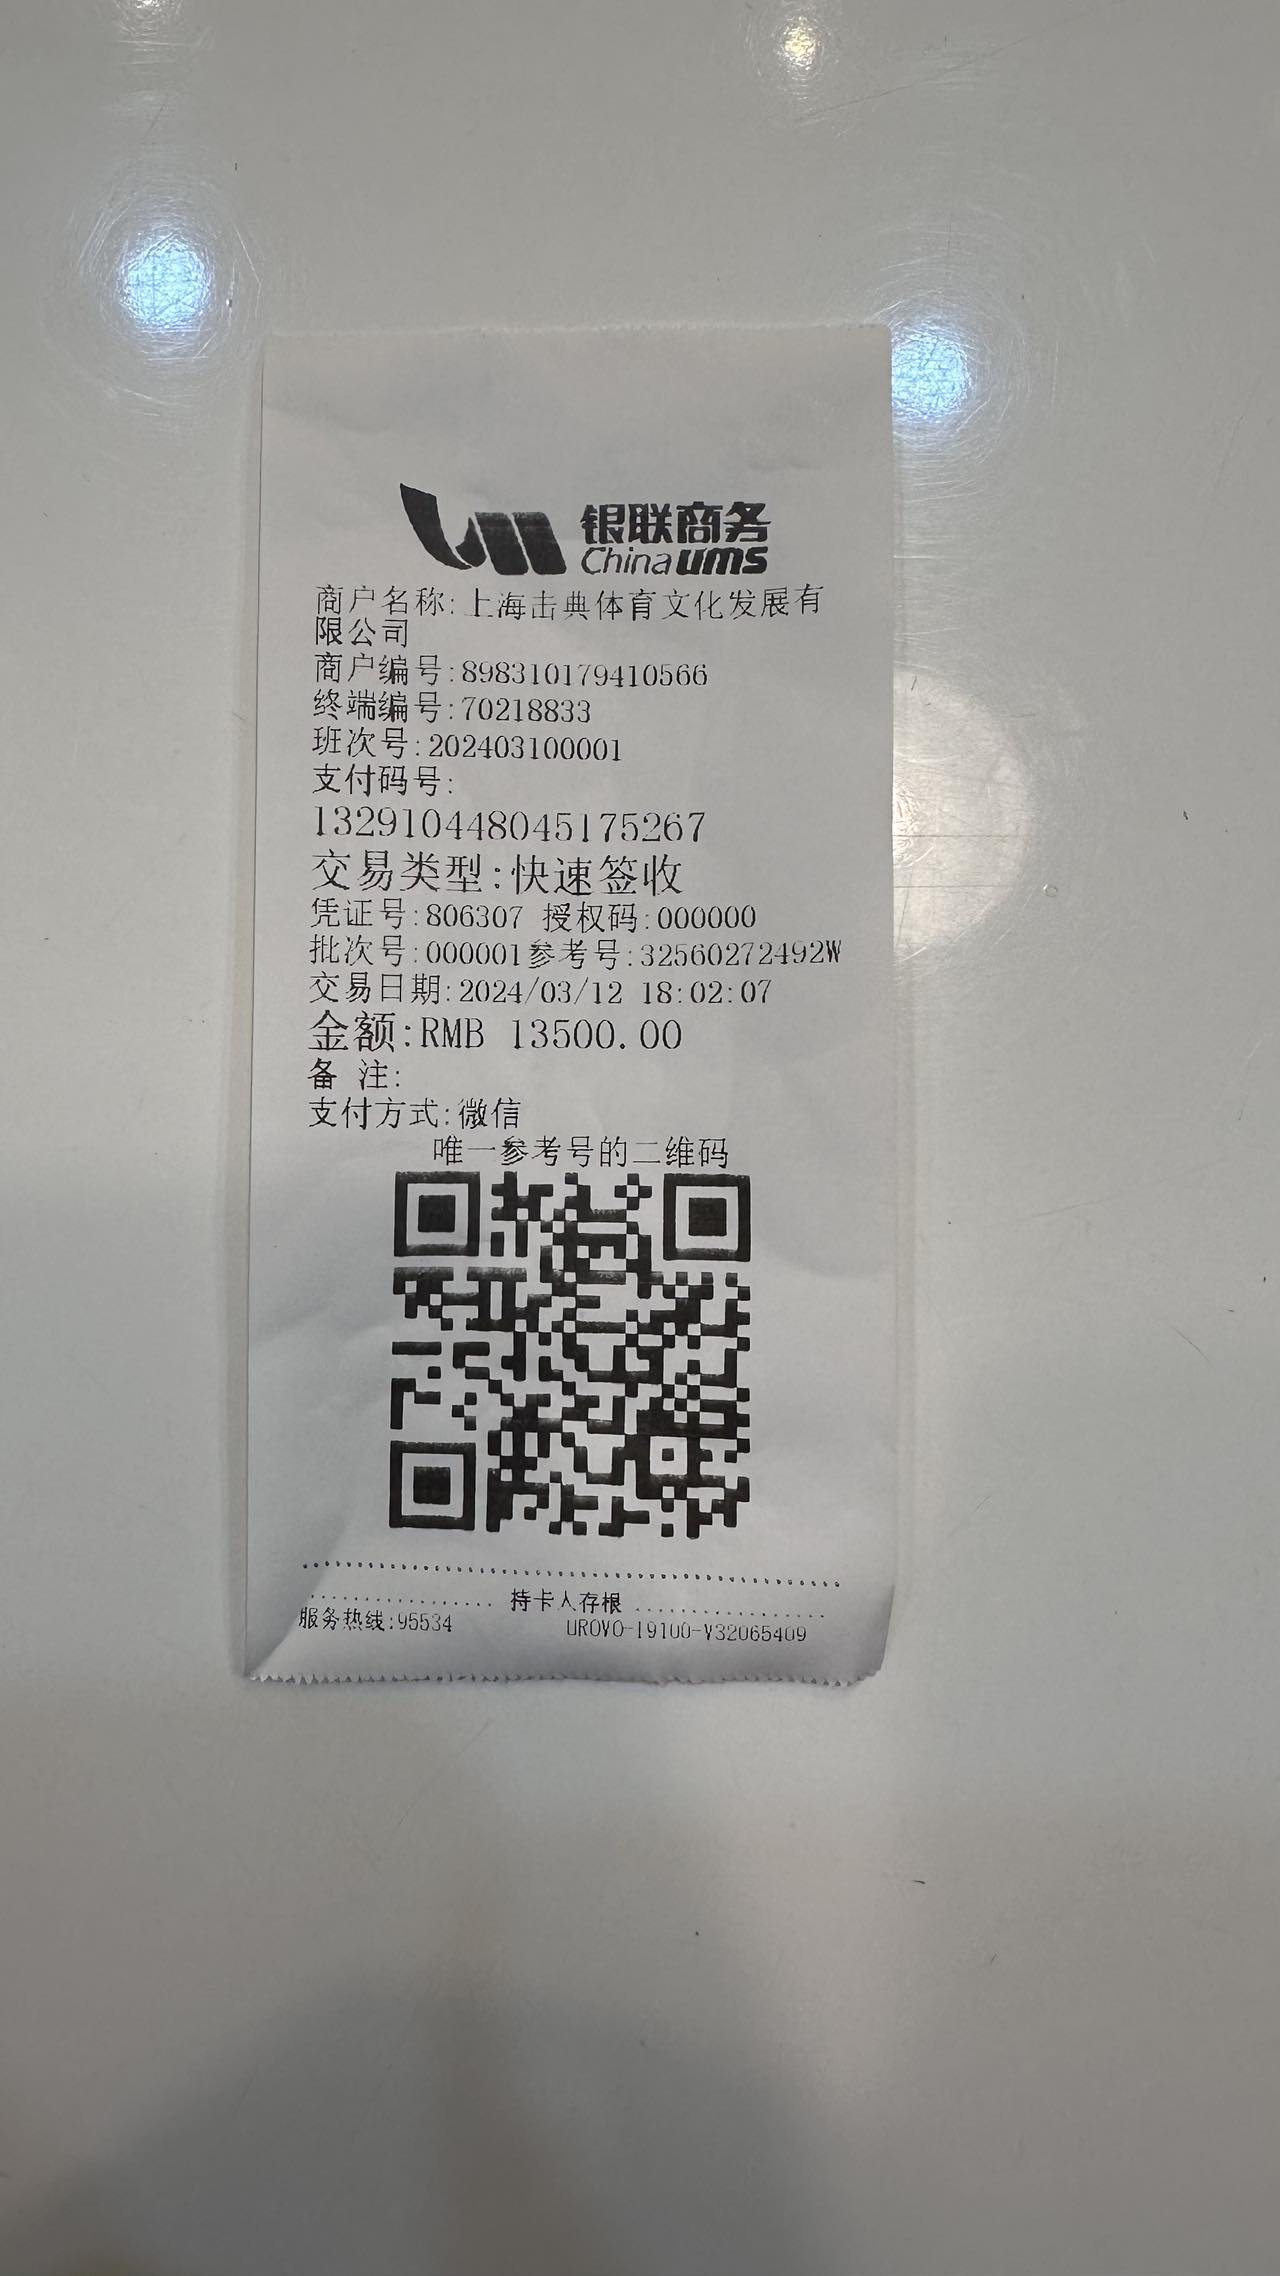 银联商务
Chinaums
商户名称:上海击典体育文化发展有
限公司
商户编号:898310179410566
终端编号:70218833
班次号:202403100001
支付码号:
132910448045175267
交易类型:快速签收
凭证号:806307 授权码:000000
批次号:000001参考号:32560272492W
交易日期:2024/03/12 18:02:07
金额:RMB 13500.00
备 注:
支付方式:微信
唯一参考号的二维码
持卡人存根
服务热线:95534 UROVO-I9100-V32065409